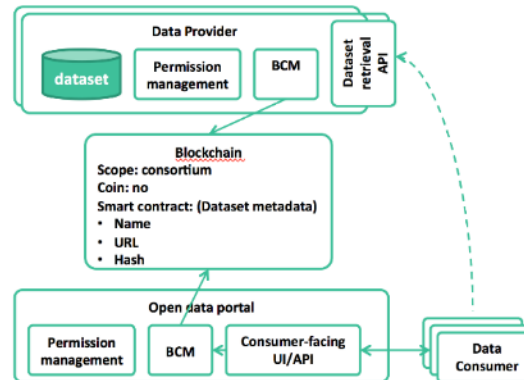 Data Provider
dataset
Permission
management
BCM
Dataset
retrieval
API
Blockchain
Scope: consortium
Coin: no
Smart contract: (Dataset metadata)
• Name
• URL
• Hash
Open data portal
Permission
management
BCM
Consumer-facing
UI/API
Data
Consumer